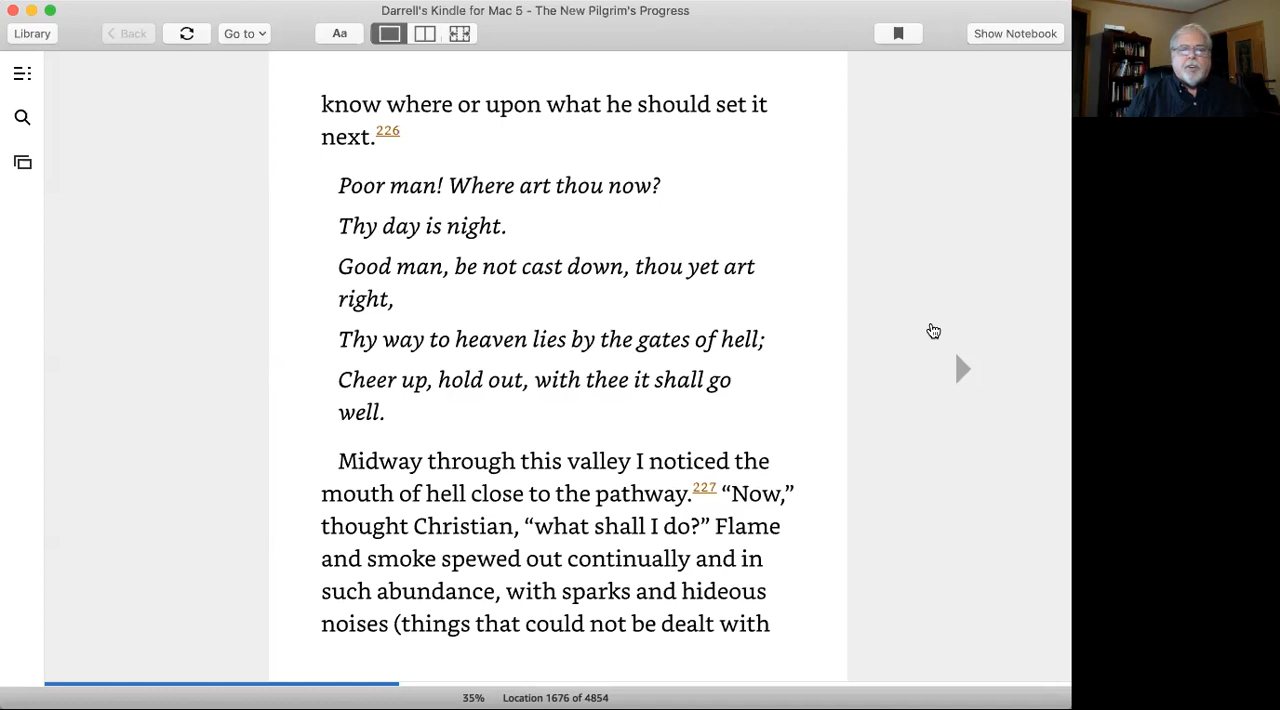 Darrell's Kindle for Mac 5 - The New Pilgrim's Progress
Library
Back
Go to
Aa
Show Notebook
know where or upon what he should set it
next.226
Poor man! Where art thou now?
Thy day is night.
Good man, be not cast down, thou yet art
right,
Thy way to heaven lies by the gates of hell;
Cheer up, hold out, with thee it shall go
well.
Midway through this valley I noticed the
mouth of hell close to the pathway.227 “Now,”
thought Christian, “what shall I do?” Flame
and smoke spewed out continually and in
such abundance, with sparks and hideous
noises (things that could not be dealt with
35% Location 1676 of 4854